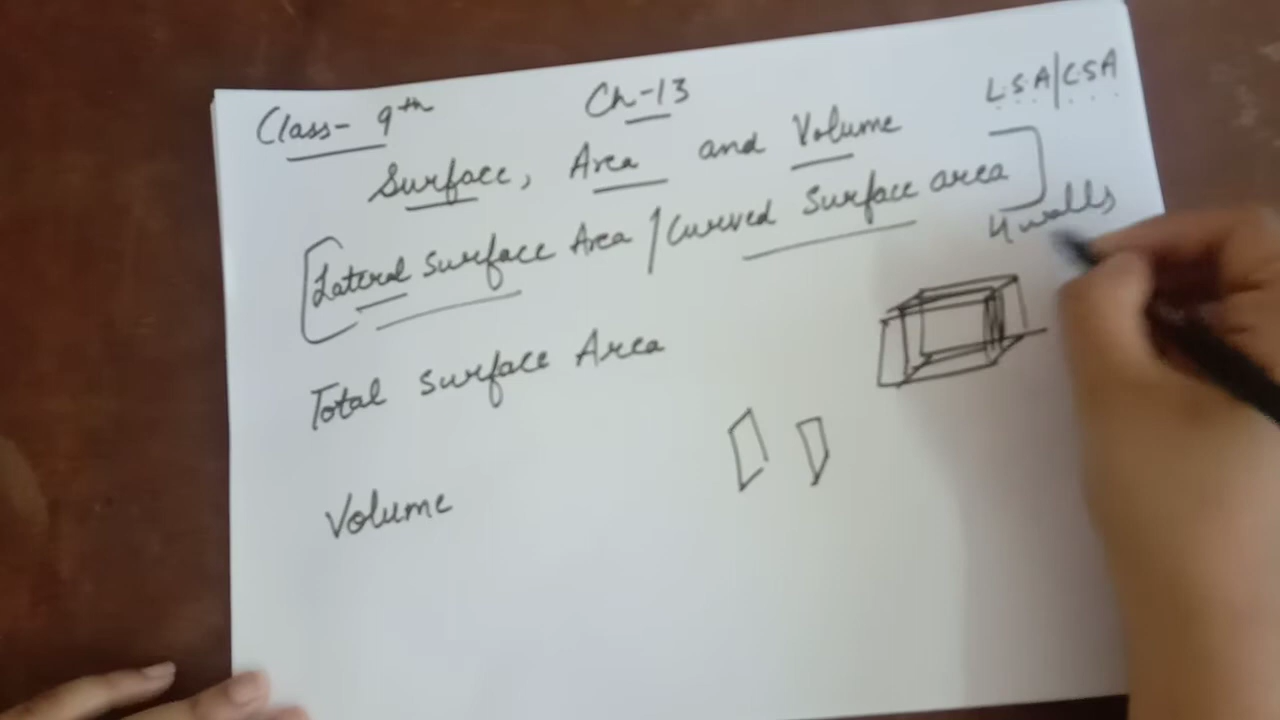 Class- 9th
Ch-13
L.S.A/C.S.A
Surface, Area and Volume
Lateral Surface Area / Curved Surface area
4 walls
Total Surface Area
Volume